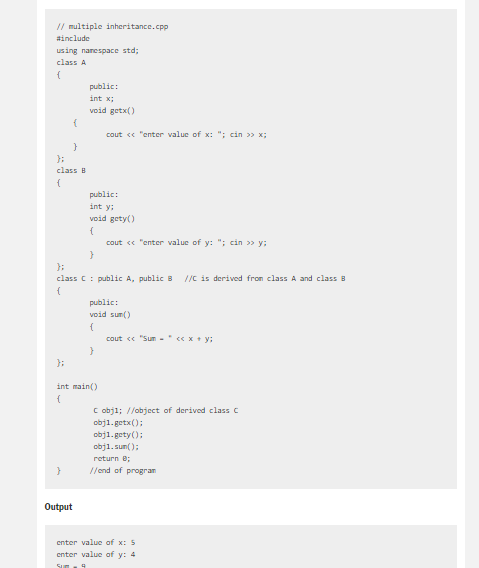 // multiple inheritance.cpp
#include
using namespace std;
class A
{
public:
int x;
void getx()
{
cout << "enter value of x: "; cin >> x;
}
};
class B
{
public:
int y;
void gety()
{
cout << "enter value of y: "; cin >> y;
}
};
class C : public A, public B //C is derived from class A and class B
{
public:
void sum()
{
cout << "Sum = " << x + y;
}
};
int main()
{
C obj1; //object of derived class C
obj1.getx();
obj1.gety();
obj1.sum();
return 0;
} //end of program
Output
enter value of x: 5
enter value of y: 4
Sum = 9